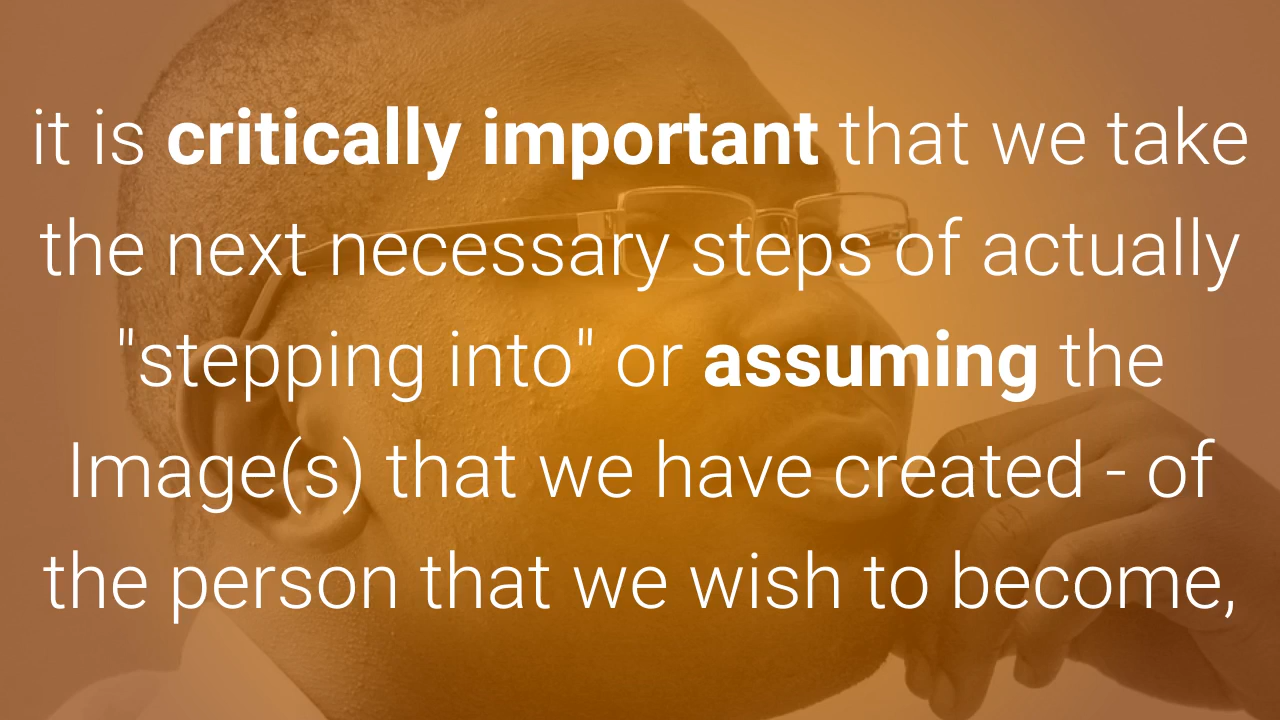 it is critically important that we take
the next necessary steps of actually
"stepping into" or assuming the
Image(s) that we have created - of
the person that we wish to become,